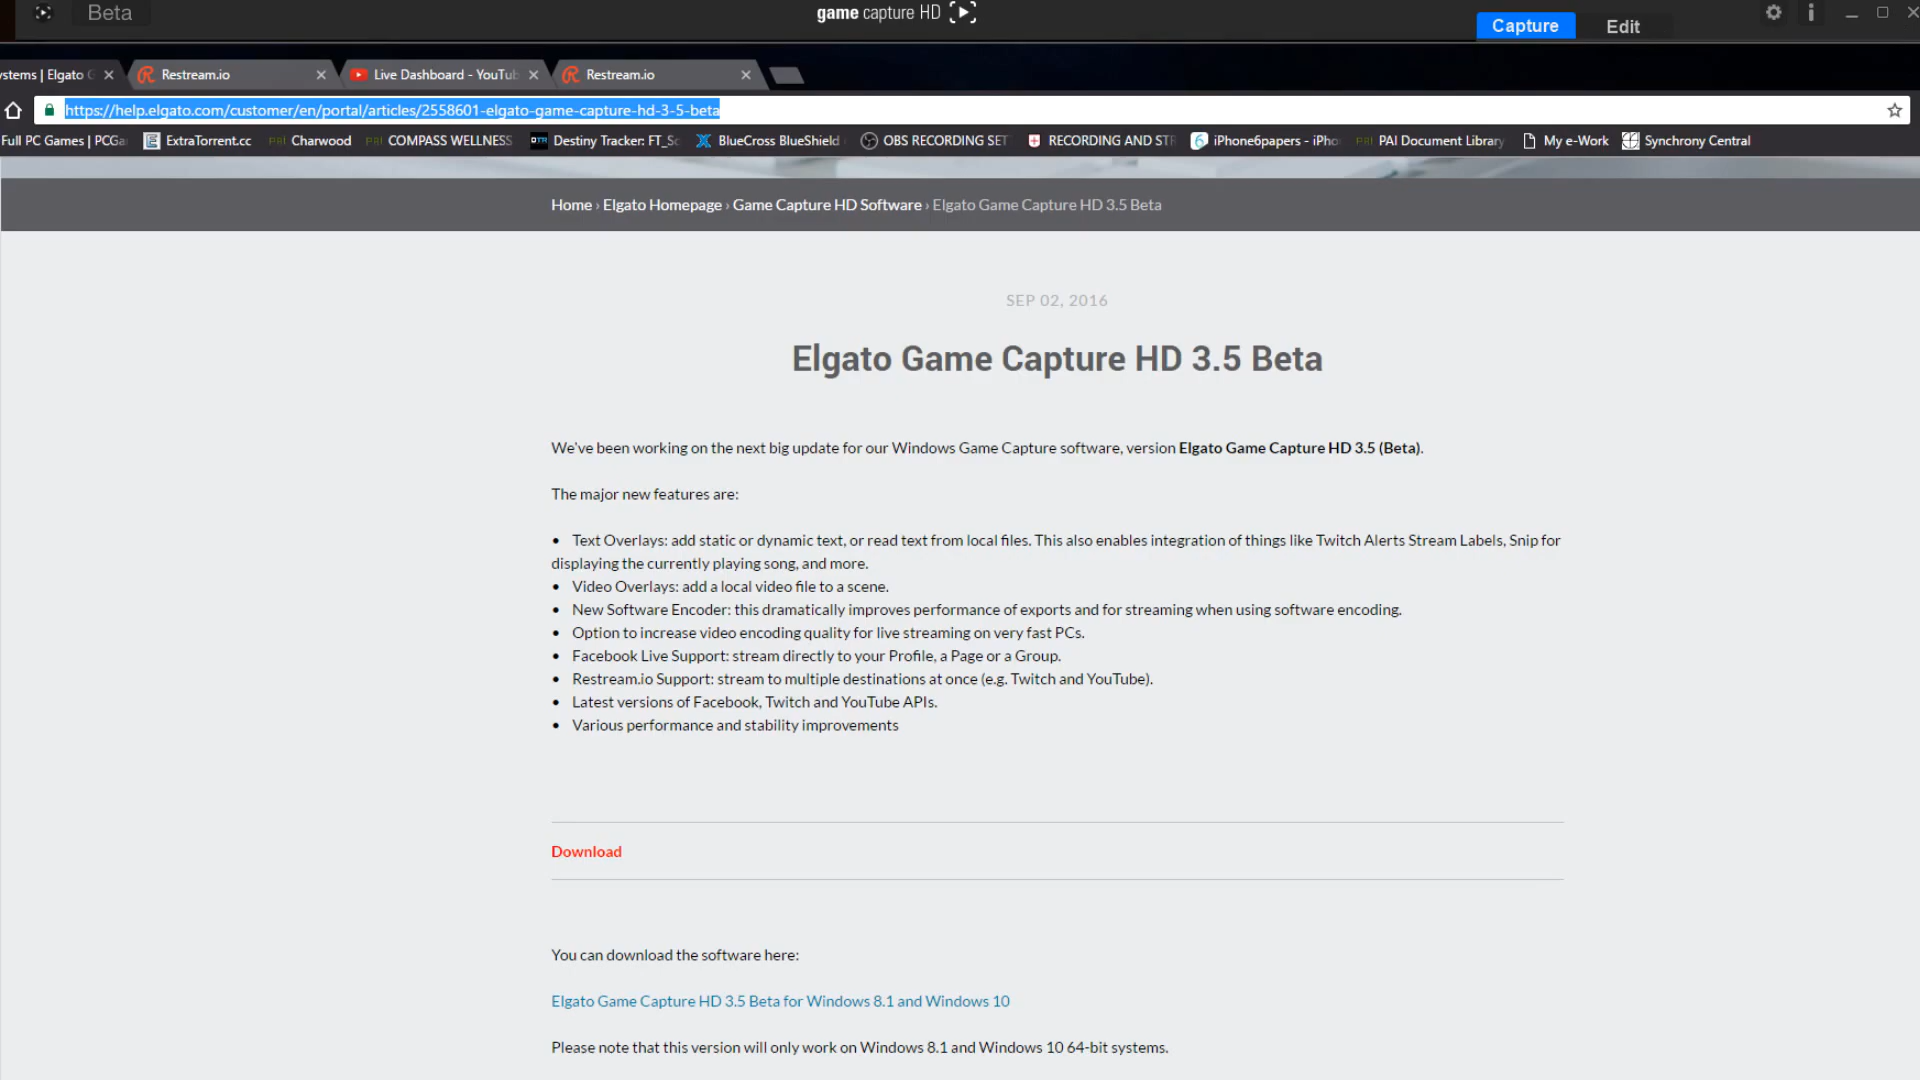 Beta
game capture HD
Capture
Edit
ystems | Elgato G
Restream.io
Live Dashboard - YouTub
Restream.io
https://help.elgato.com/customer/en/portal/articles/2558601-elgato-game-capture-hd-3-5-beta
Full PC Games | PCGa
ExtraTorrent.cc
Charwood
COMPASS WELLNESS
Destiny Tracker: FT_Sc
BlueCross BlueShield
OBS RECORDING SET
RECORDING AND STR
iPhone6papers - iPho
PAI Document Library
My e-Work
Synchrony Central
Home › Elgato Homepage › Game Capture HD Software › Elgato Game Capture HD 3.5 Beta
SEP 02, 2016
Elgato Game Capture HD 3.5 Beta
We've been working on the next big update for our Windows Game Capture software, version Elgato Game Capture HD 3.5 (Beta).
The major new features are:
• Text Overlays: add static or dynamic text, or read text from local files. This also enables integration of things like Twitch Alerts Stream Labels, Snip for
displaying the currently playing song, and more.
• Video Overlays: add a local video file to a scene.
• New Software Encoder: this dramatically improves performance of exports and for streaming when using software encoding.
• Option to increase video encoding quality for live streaming on very fast PCs.
• Facebook Live Support: stream directly to your Profile, a Page or a Group.
• Restream.io Support: stream to multiple destinations at once (e.g. Twitch and YouTube).
• Latest versions of Facebook, Twitch and YouTube APIs.
• Various performance and stability improvements
Download
You can download the software here:
Elgato Game Capture HD 3.5 Beta for Windows 8.1 and Windows 10
Please note that this version will only work on Windows 8.1 and Windows 10 64-bit systems.